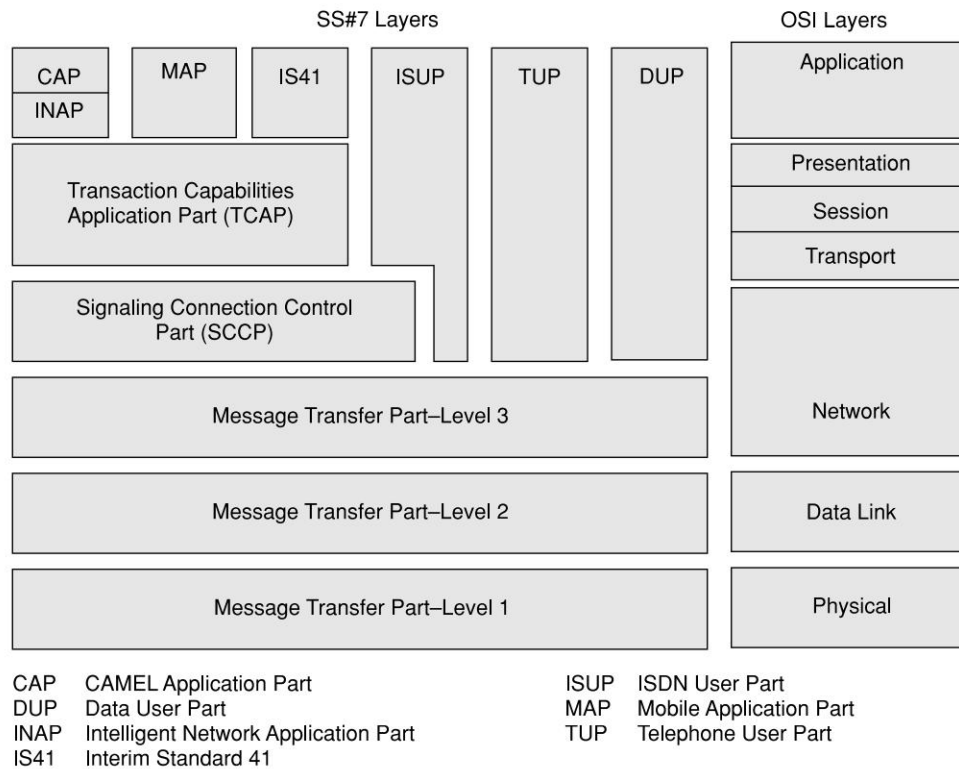 SS#7 Layers
OSI Layers
CAP
INAP
MAP
IS41
ISUP
TUP
DUP
Application
Transaction Capabilities
Application Part (TCAP)
Presentation
Session
Transport
Signaling Connection Control
Part (SCCP)
Message Transfer Part–Level 3
Network
Message Transfer Part–Level 2
Data Link
Message Transfer Part–Level 1
Physical
CAP CAMEL Application Part
DUP Data User Part
INAP Intelligent Network Application Part
IS41 Interim Standard 41
ISUP ISDN User Part
MAP Mobile Application Part
TUP Telephone User Part